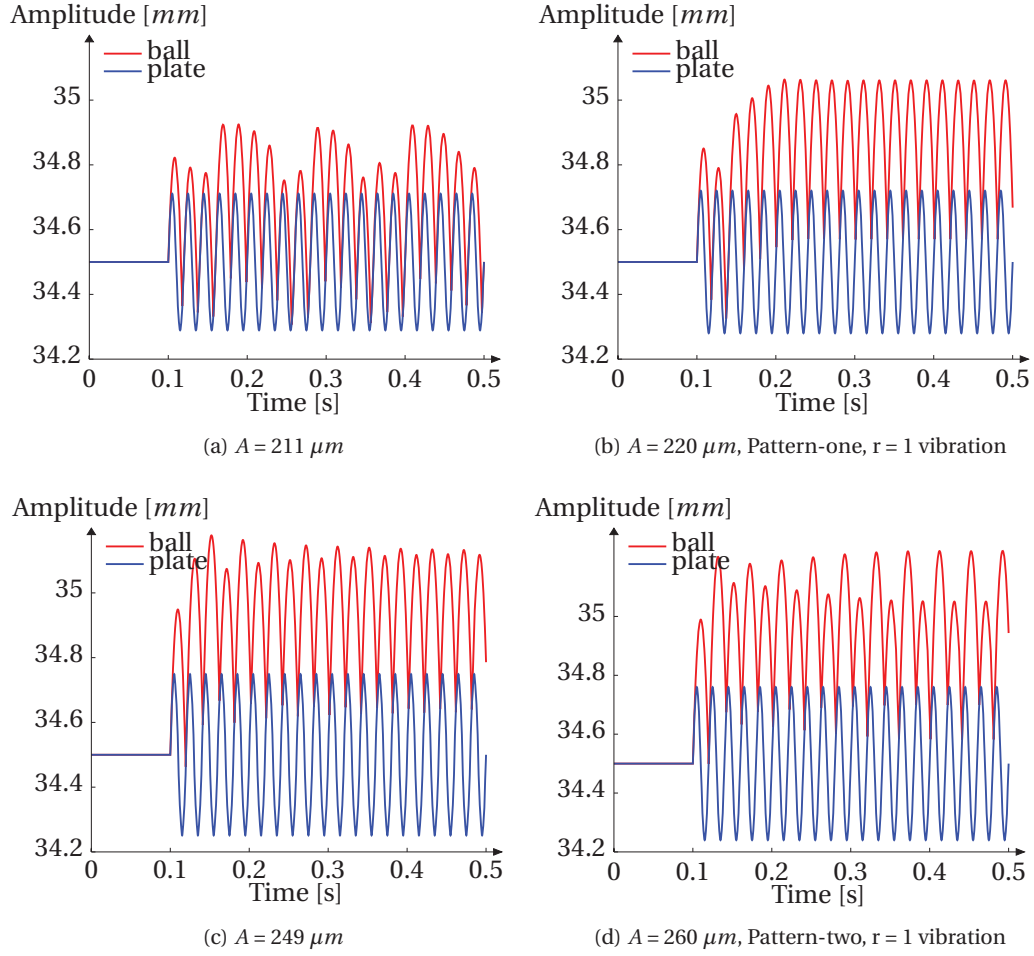 Amplitude [mm]
ball
plate
35
34.8
34.6
34.4
34.2
0 0.1 0.2 0.3 0.4 0.5
Time [s]
(a) A = 211 μm
Amplitude [mm]
ball
plate
35
34.8
34.6
34.4
34.2
0 0.1 0.2 0.3 0.4 0.5
Time [s]
(b) A = 220 μm, Pattern-one, r = 1 vibration
Amplitude [mm]
ball
plate
35
34.8
34.6
34.4
34.2
0 0.1 0.2 0.3 0.4 0.5
Time [s]
(c) A = 249 μm
Amplitude [mm]
ball
plate
35
34.8
34.6
34.4
34.2
0 0.1 0.2 0.3 0.4 0.5
Time [s]
(d) A = 260 μm, Pattern-two, r = 1 vibration